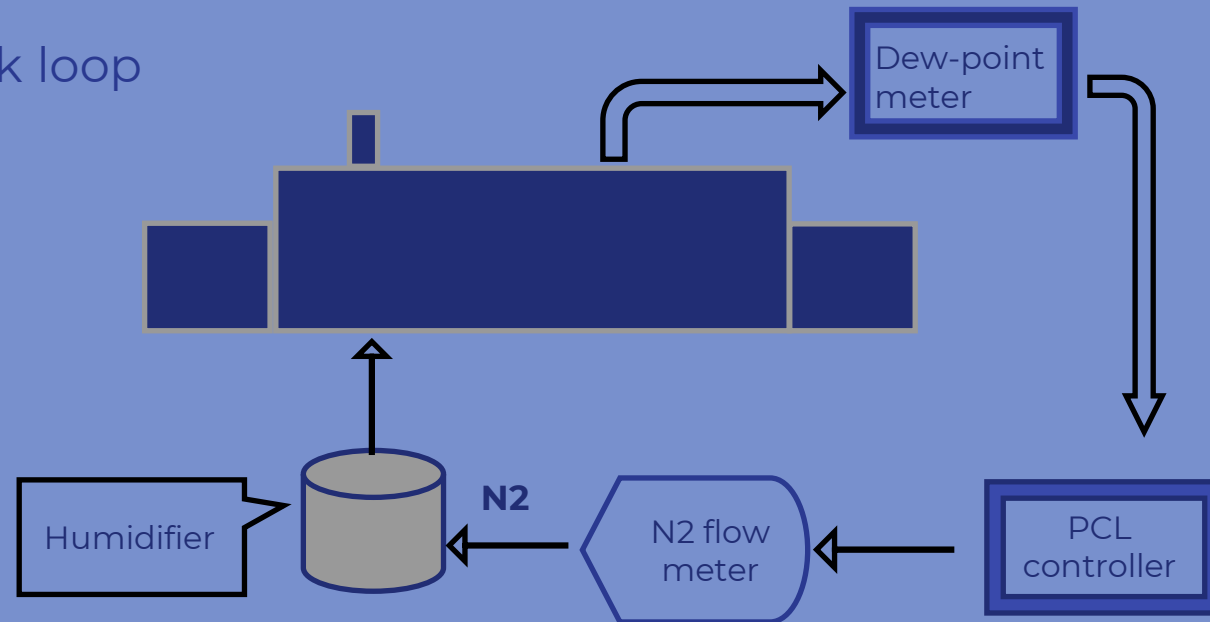 k loop
Dew-point
meter
Humidifier
N2
N2 flow
meter
PCL
controller